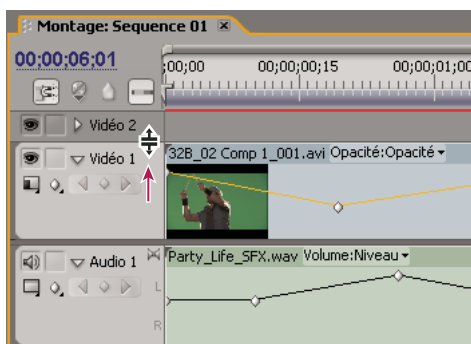 Montage: Sequence 01
00;00;06;01
;00;00 00;00;00;15 00;00;01;00
Vidéo 2
Vidéo 1
32B_02 Comp 1_001.avi Opacité:Opacité
Audio 1
Party_Life_SFX.wav Volume:Niveau
L
R